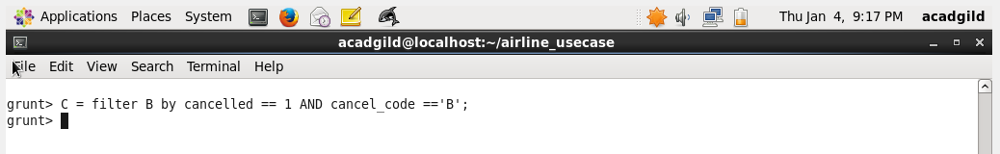 Applications Places System Thu Jan 4, 9:17 PM acadgild
acadgild@localhost:~/airline_usecase
File Edit View Search Terminal Help
grunt> C = filter B by cancelled == 1 AND cancel_code =='B';
grunt>